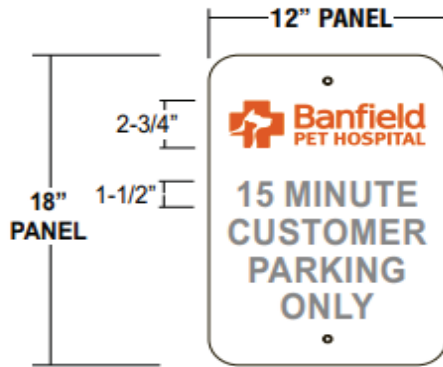 12” PANEL
Banfield
PET HOSPITAL
2-3/4”
1-1/2”
18”
PANEL
15 MINUTE
CUSTOMER
PARKING
ONLY